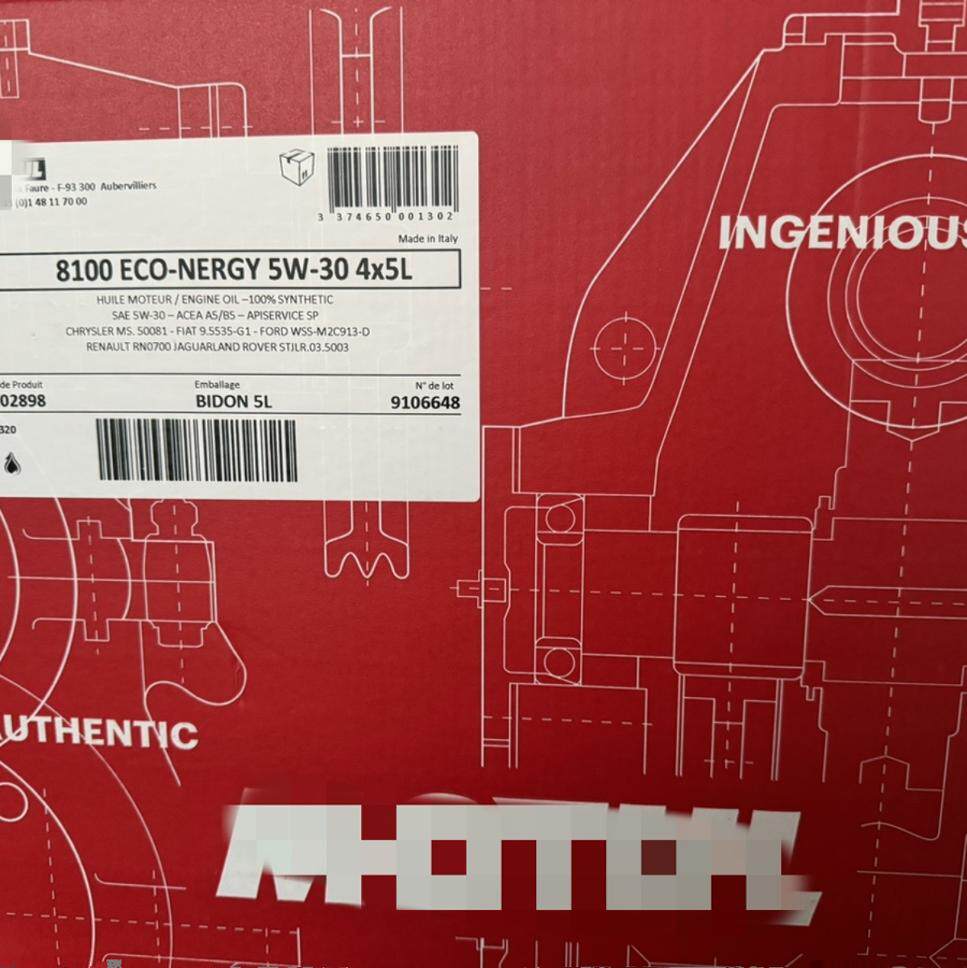 Faure - F-93 300 Aubervilliers
(0)1 48 11 70 00
3 374650 001302
Made in Italy
8100 ECO-NERGY 5W-30 4x5L
HUILE MOTEUR / ENGINE OIL –100% SYNTHETIC
SAE 5W-30 – ACEA A5/B5 – APISERVICE SP
CHRYSLER MS. 50081 - FIAT 9.5535-G1 - FORD WSS-M2C913-D
RENAULT RN0700 JAGUARLAND ROVER STJLR.03.5003
de Produit Emballage N° de lot
02898 BIDON 5L 9106648
320
INGENIOUS
AUTHENTIC